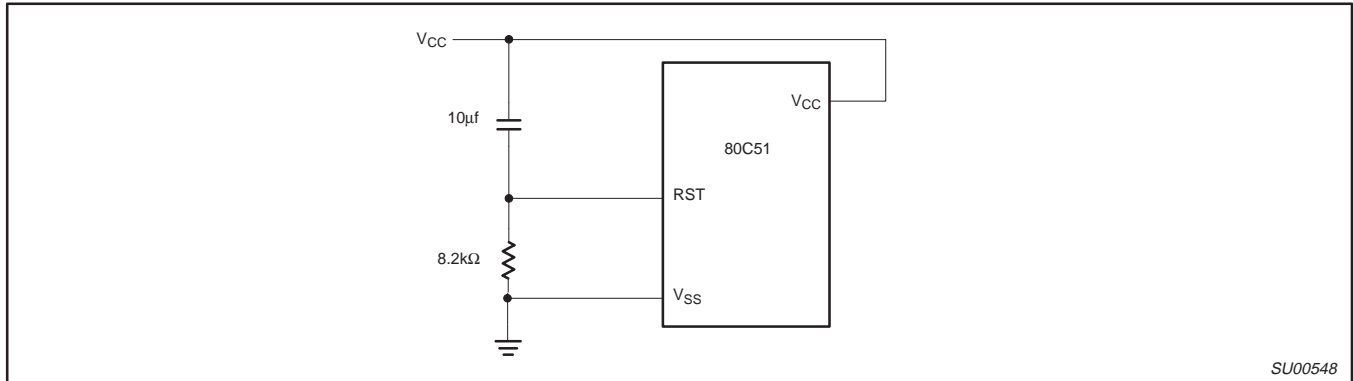 VCC
VCC
10μf
80C51
RST
8.2kΩ
VSS
SU00548